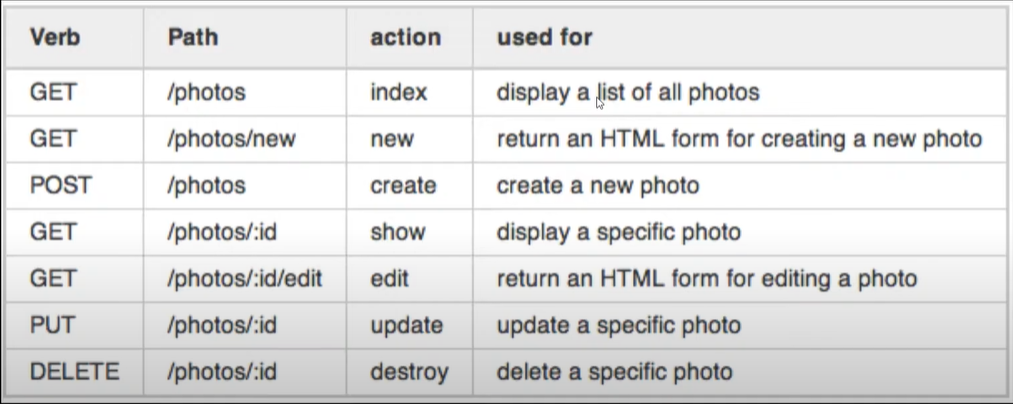 Verb Path action used for
GET /photos index display a list of all photos
GET /photos/new new return an HTML form for creating a new photo
POST /photos create create a new photo
GET /photos/:id show display a specific photo
GET /photos/:id/edit edit return an HTML form for editing a photo
PUT /photos/:id update update a specific photo
DELETE /photos/:id destroy delete a specific photo